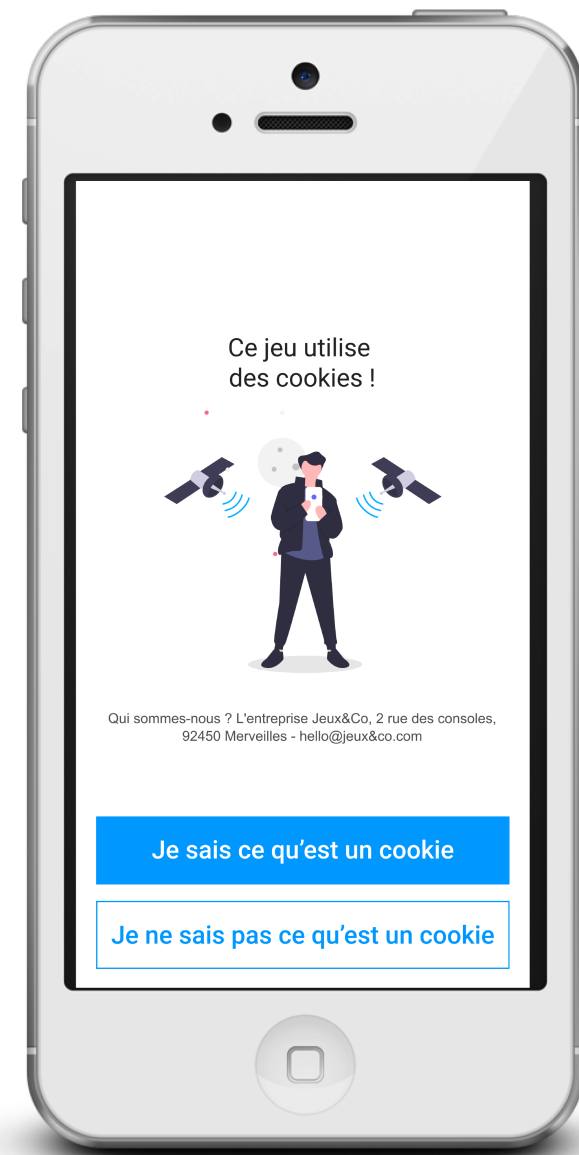 Ce jeu utilise
des cookies !
Qui sommes-nous ? L'entreprise Jeux&Co, 2 rue des consoles,
92450 Merveilles - hello@jeux&co.com
Je sais ce qu’est un cookie
Je ne sais pas ce qu’est un cookie